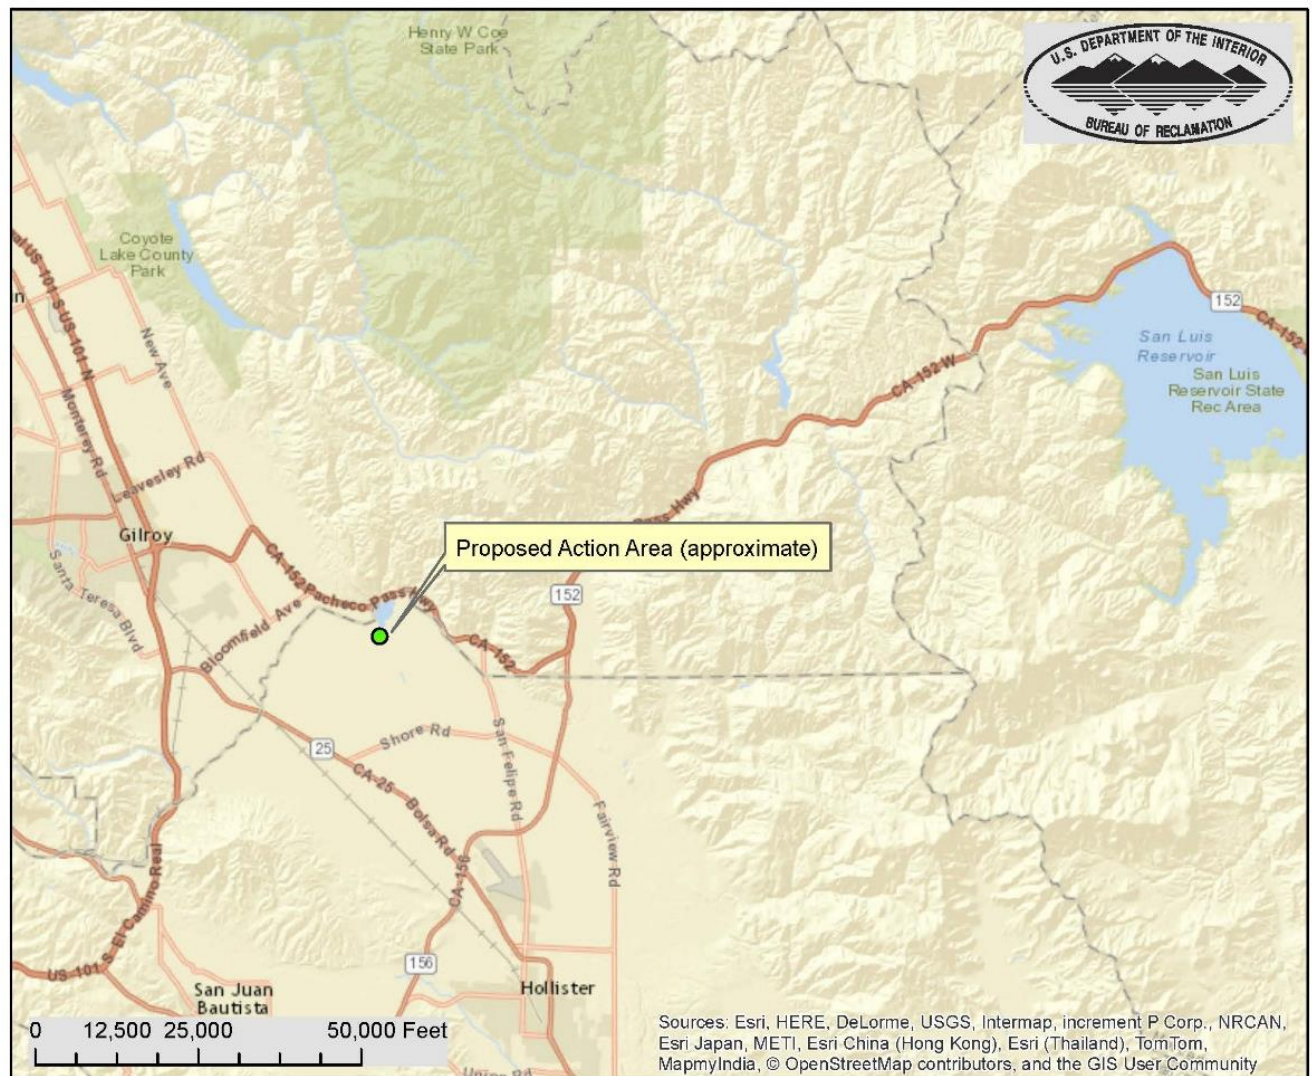 Henry W Coe
State Park
U.S. DEPARTMENT OF THE INTERIOR
BUREAU OF RECLAMATION
Coyote
Lake County
Park
US 101 S
US 101 N
New Ave
Monterey Rd
Leavesley Rd
Gilroy
Santa Teresa Blvd
Bloomfield Ave
CA-152
Pacheco Pass Hwy
Pass Hwy
Proposed Action Area (approximate)
152
CA-152
CA-152 W
152
CA-152
San Luis
Reservoir
San Luis
Reservoir State
Rec Area
25
Shore Rd
San Felipe Rd
CA-25
Bolsa Rd
Fairview Rd
CA-156
156
US 101 S
El Camino Real
San Juan
Bautista
Hollister
Union Rd
0 12,500 25,000 50,000 Feet
Sources: Esri, HERE, DeLorme, USGS, Intermap, increment P Corp., NRCAN,
Esri Japan, METI, Esri China (Hong Kong), Esri (Thailand), TomTom,
MapmyIndia, © OpenStreetMap contributors, and the GIS User Community